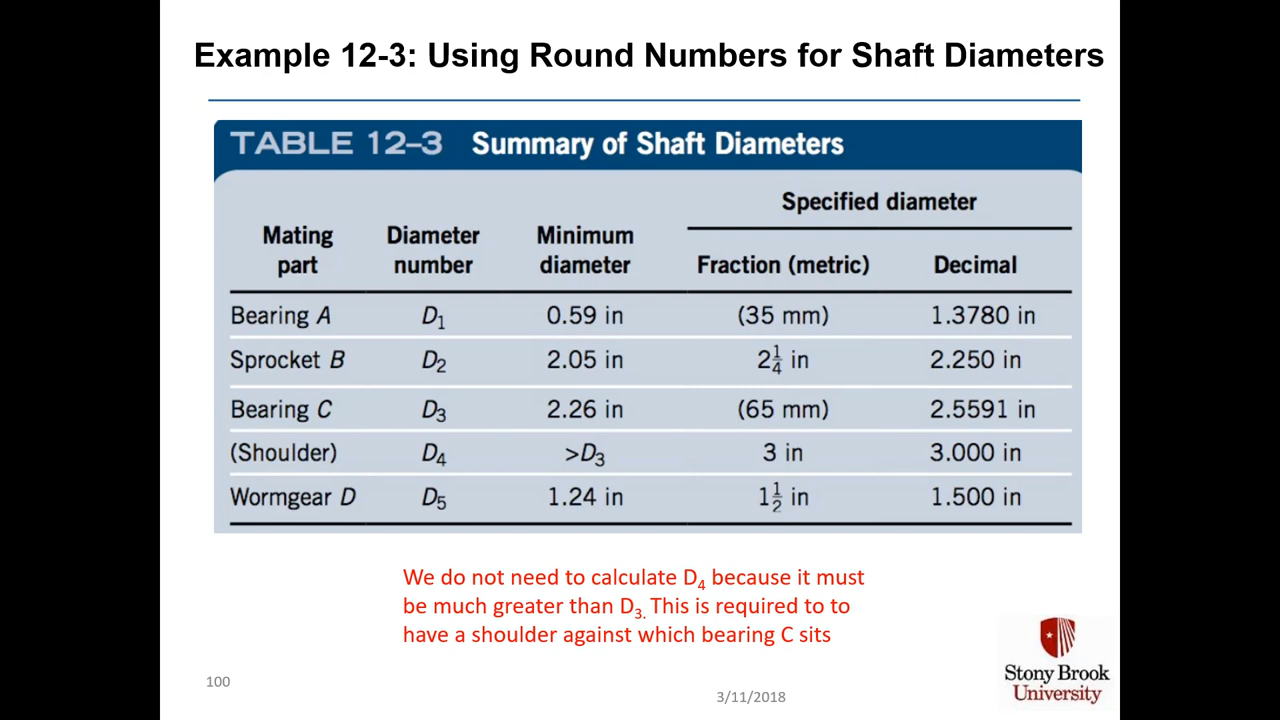 Example 12-3: Using Round Numbers for Shaft Diameters
TABLE 12–3 Summary of Shaft Diameters
Specified diameter
Mating part Diameter number Minimum diameter Fraction (metric) Decimal
Bearing A D1 0.59 in (35 mm) 1.3780 in
Sprocket B D2 2.05 in 2 1/4 in 2.250 in
Bearing C D3 2.26 in (65 mm) 2.5591 in
(Shoulder) D4 >D3 3 in 3.000 in
Wormgear D D5 1.24 in 1 1/2 in 1.500 in
We do not need to calculate D4 because it must
be much greater than D3. This is required to to
have a shoulder against which bearing C sits
100
3/11/2018
Stony Brook
University